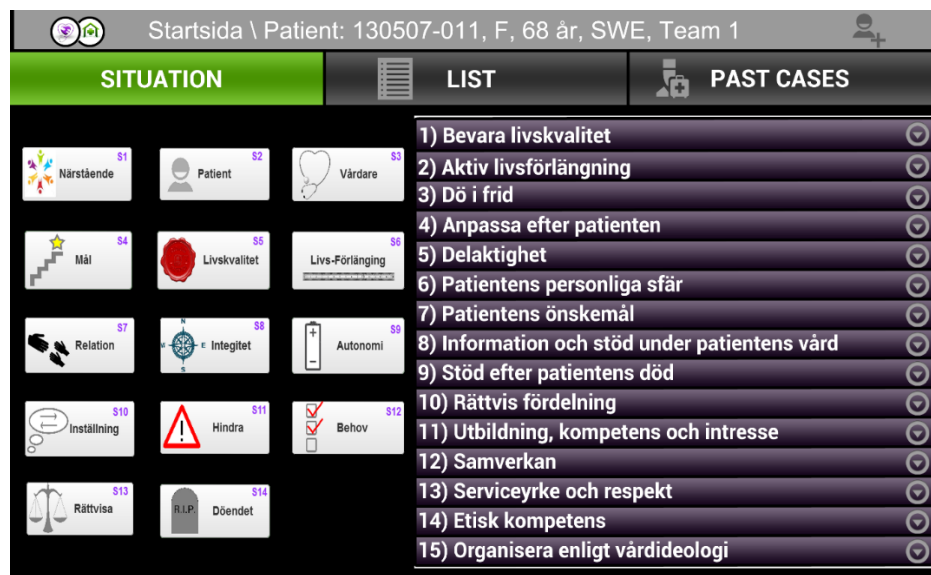 Startsida \ Patient: 130507-011, F, 68 år, SWE, Team 1
SITUATION
LIST
PAST CASES
S1
Närstående
S2
Patient
S3
Vårdare
S4
Mål
S5
Livskvalitet
S6
Livs-Förlänging
S7
Relation
S8
N
W
E
S
Integitet
S9
+
−
Autonomi
S10
Inställning
S11
!
Hindra
S12
Behov
S13
Rättvisa
S14
R.I.P.
Döendet
1) Bevara livskvalitet
2) Aktiv livsförlängning
3) Dö i frid
4) Anpassa efter patienten
5) Delaktighet
6) Patientens personliga sfär
7) Patientens önskemål
8) Information och stöd under patientens vård
9) Stöd efter patientens död
10) Rättvis fördelning
11) Utbildning, kompetens och intresse
12) Samverkan
13) Serviceyrke och respekt
14) Etisk kompetens
15) Organisera enligt vårdideologi